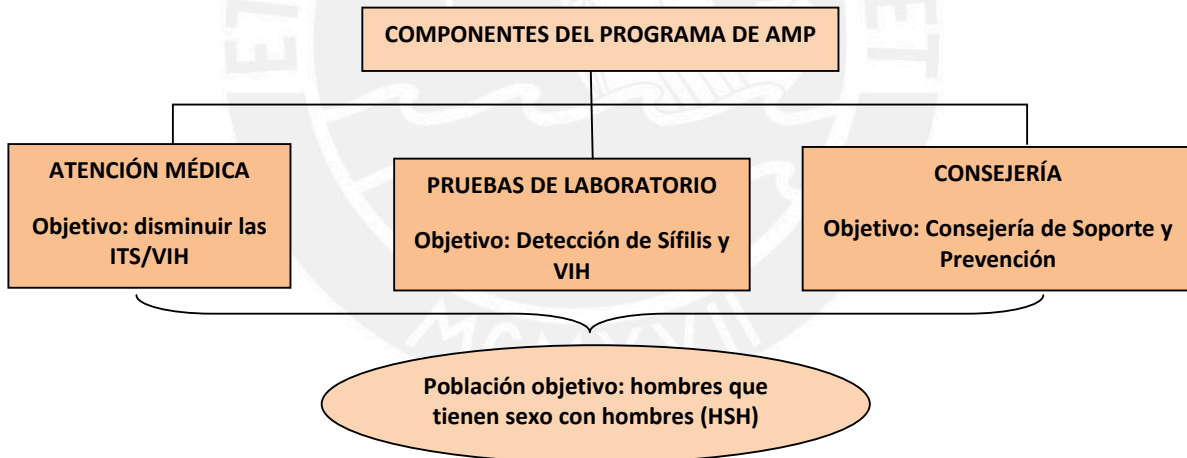 COMPONENTES DEL PROGRAMA DE AMP
ATENCIÓN MÉDICA
Objetivo: disminuir las
ITS/VIH
PRUEBAS DE LABORATORIO
Objetivo: Detección de Sífilis y
VIH
CONSEJERÍA
Objetivo: Consejería de Soporte y
Prevención
MCMXVII
Población objetivo: hombres que
tienen sexo con hombres (HSH)